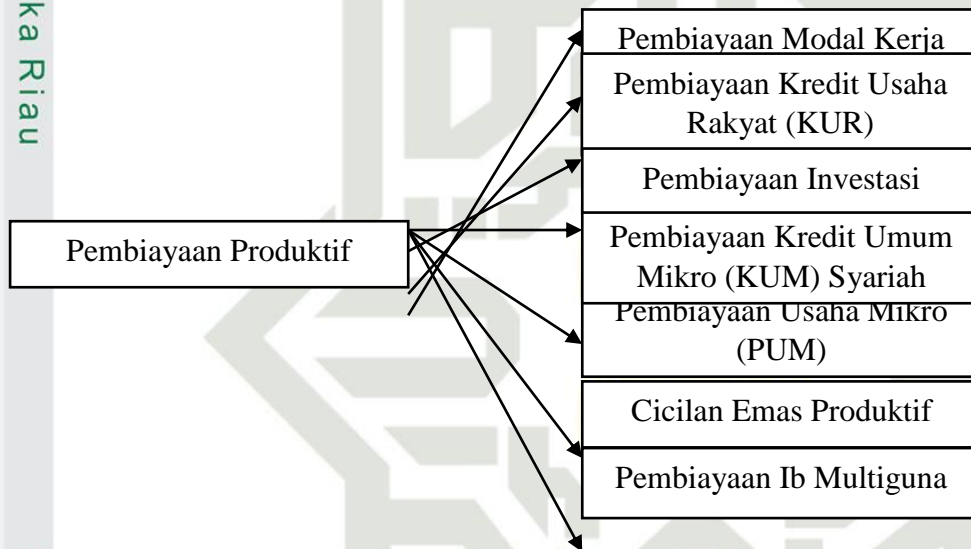 ka Riau
Pembiayaan Modal Kerja
Pembiayaan Kredit Usaha
Rakyat (KUR)
Pembiayaan Investasi
Pembiayaan Produktif
Pembiayaan Kredit Umum
Mikro (KUM) Syariah
Pembiayaan Usaha Mikro
(PUM)
Cicilan Emas Produktif
Pembiayaan Ib Multiguna